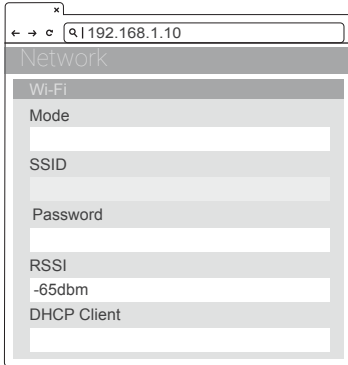 192.168.1.10
Network
Wi-Fi
Mode
SSID
Password
RSSI
-65dbm
DHCP Client